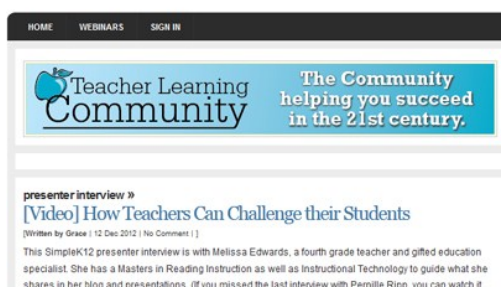 HOME WEBINARS SIGN IN
Teacher Learning
Community
The Community
helping you succeed
in the 21st century.
presenter interview »
[Video] How Teachers Can Challenge their Students
[Written by Grace | 12 Dec 2012 | No Comment | ]
This SimpleK12 presenter interview is with Melissa Edwards, a fourth grade teacher and gifted education
specialist. She has a Masters in Reading Instruction as well as Instructional Technology to guide what she
shares in her blog and presentations. (If you missed the last interview with Pernille Ripp, you can watch it